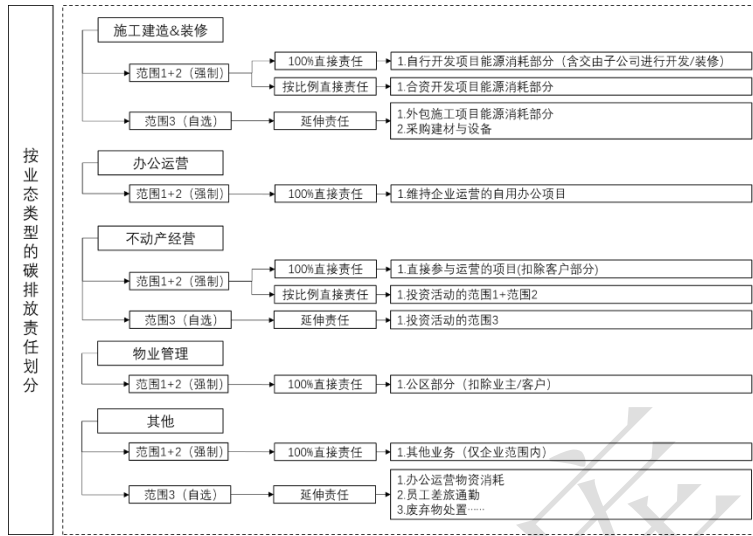 按业态类型的碳排放责任划分
施工建造&装修
范围1+2（强制）
100%直接责任
1.自行开发项目能源消耗部分（含交由子公司进行开发/装修）
按比例直接责任
1.合资开发项目能源消耗部分
范围3（自选）
延伸责任
1.外包施工项目能源消耗部分
2.采购建材与设备
办公运营
范围1+2（强制）
100%直接责任
1.维持企业运营的自用办公项目
不动产经营
范围1+2（强制）
100%直接责任
1.直接参与运营的项目(扣除客户部分)
按比例直接责任
1.投资活动的范围1+范围2
范围3（自选）
延伸责任
1.投资活动的范围3
物业管理
范围1+2（强制）
100%直接责任
1.公区部分（扣除业主/客户）
其他
范围1+2（强制）
100%直接责任
1.其他业务（仅企业范围内）
范围3（自选）
延伸责任
1.办公运营物资消耗
2.员工差旅通勤
3.废弃物处置……